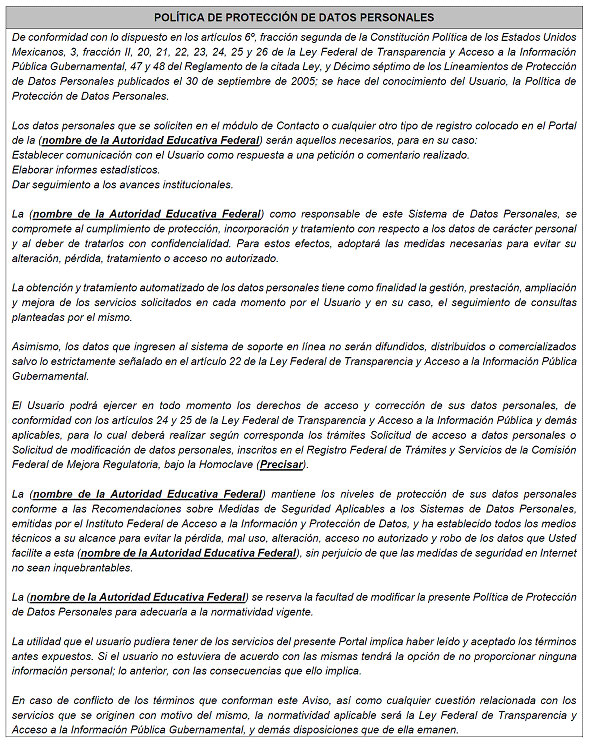 POLÍTICA DE PROTECCIÓN DE DATOS PERSONALES
De conformidad con lo dispuesto en los artículos 6º, fracción segunda de la Constitución Política de los Estados Unidos
Mexicanos, 3, fracción II, 20, 21, 22, 23, 24, 25 y 26 de la Ley Federal de Transparencia y Acceso a la Información
Pública Gubernamental, 47 y 48 del Reglamento de la citada Ley, y Décimo séptimo de los Lineamientos de Protección
de Datos Personales publicados el 30 de septiembre de 2005; se hace del conocimiento del Usuario, la Política de
Protección de Datos Personales.
Los datos personales que se soliciten en el módulo de Contacto o cualquier otro tipo de registro colocado en el Portal
de la (nombre de la Autoridad Educativa Federal) serán aquellos necesarios, para en su caso:
Establecer comunicación con el Usuario como respuesta a una petición o comentario realizado.
Elaborar informes estadísticos.
Dar seguimiento a los avances institucionales.
La (nombre de la Autoridad Educativa Federal) como responsable de este Sistema de Datos Personales, se
compromete al cumplimiento de protección, incorporación y tratamiento con respecto a los datos de carácter personal
y al deber de tratarlos con confidencialidad. Para estos efectos, adoptará las medidas necesarias para evitar su
alteración, pérdida, tratamiento o acceso no autorizado.
La obtención y tratamiento automatizado de los datos personales tiene como finalidad la gestión, prestación, ampliación
y mejora de los servicios solicitados en cada momento por el Usuario y en su caso, el seguimiento de consultas
planteadas por el mismo.
Asimismo, los datos que ingresen al sistema de soporte en línea no serán difundidos, distribuidos o comercializados
salvo lo estrictamente señalado en el artículo 22 de la Ley Federal de Transparencia y Acceso a la Información Pública
Gubernamental.
El Usuario podrá ejercer en todo momento los derechos de acceso y corrección de sus datos personales, de
conformidad con los artículos 24 y 25 de la Ley Federal de Transparencia y Acceso a la Información Pública y demás
aplicables, para lo cual deberá realizar según corresponda los trámites Solicitud de acceso a datos personales o
Solicitud de modificación de datos personales, inscritos en el Registro Federal de Trámites y Servicios de la Comisión
Federal de Mejora Regulatoria, bajo la Homoclave (Precisar).
La (nombre de la Autoridad Educativa Federal) mantiene los niveles de protección de sus datos personales
conforme a las Recomendaciones sobre Medidas de Seguridad Aplicables a los Sistemas de Datos Personales,
emitidas por el Instituto Federal de Acceso a la Información y Protección de Datos, y ha establecido todos los medios
técnicos a su alcance para evitar la pérdida, mal uso, alteración, acceso no autorizado y robo de los datos que Usted
facilite a esta (nombre de la Autoridad Educativa Federal), sin perjuicio de que las medidas de seguridad en Internet
no sean inquebrantables.
La (nombre de la Autoridad Educativa Federal) se reserva la facultad de modificar la presente Política de Protección
de Datos Personales para adecuarla a la normatividad vigente.
La utilidad que el usuario pudiera tener de los servicios del presente Portal implica haber leído y aceptado los términos
antes expuestos. Si el usuario no estuviera de acuerdo con las mismas tendrá la opción de no proporcionar ninguna
información personal; lo anterior, con las consecuencias que ello implica.
En caso de conflicto de los términos que conforman este Aviso, así como cualquier cuestión relacionada con los
servicios que se originen con motivo del mismo, la normatividad aplicable será la Ley Federal de Transparencia y
Acceso a la Información Pública Gubernamental, y demás disposiciones que de ella emanen.